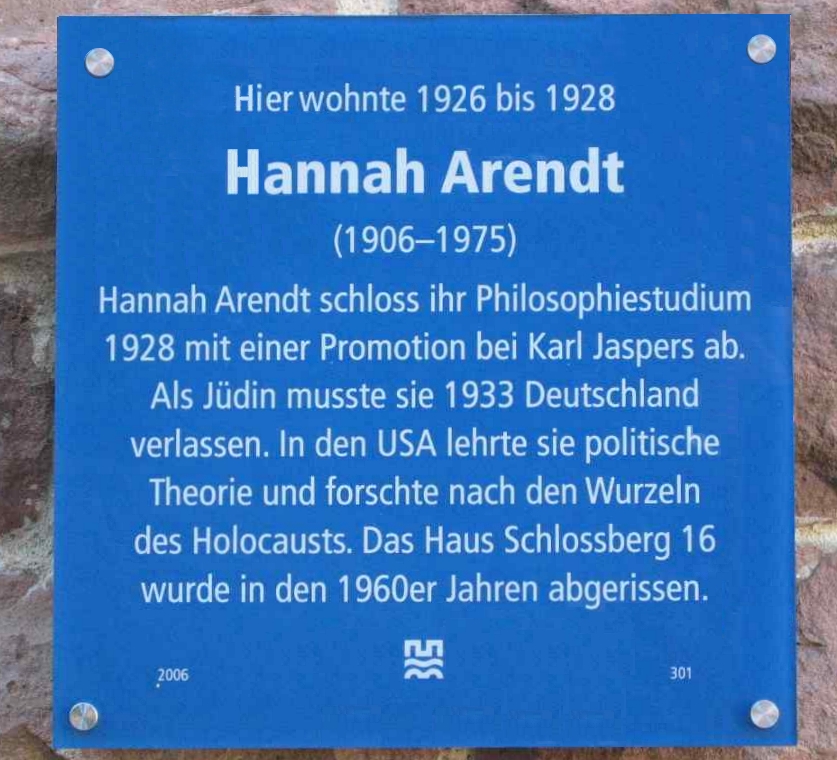 Hier wohnte 1926 bis 1928
Hannah Arendt
(1906–1975)
Hannah Arendt schloss ihr Philosophiestudium
1928 mit einer Promotion bei Karl Jaspers ab.
Als Jüdin musste sie 1933 Deutschland
verlassen. In den USA lehrte sie politische
Theorie und forschte nach den Wurzeln
des Holocausts. Das Haus Schlossberg 16
wurde in den 1960er Jahren abgerissen.
2006 301